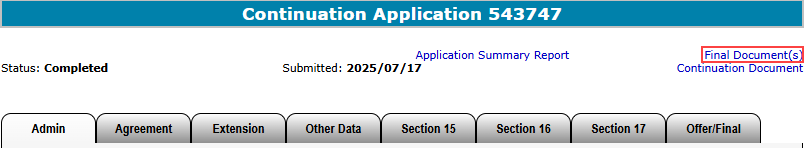 Continuation Application 543747
Application Summary Report Final Document(s)
Status: Completed Submitted: 2025/07/17 Continuation Document
Admin Agreement Extension Other Data Section 15 Section 16 Section 17 Offer/Final